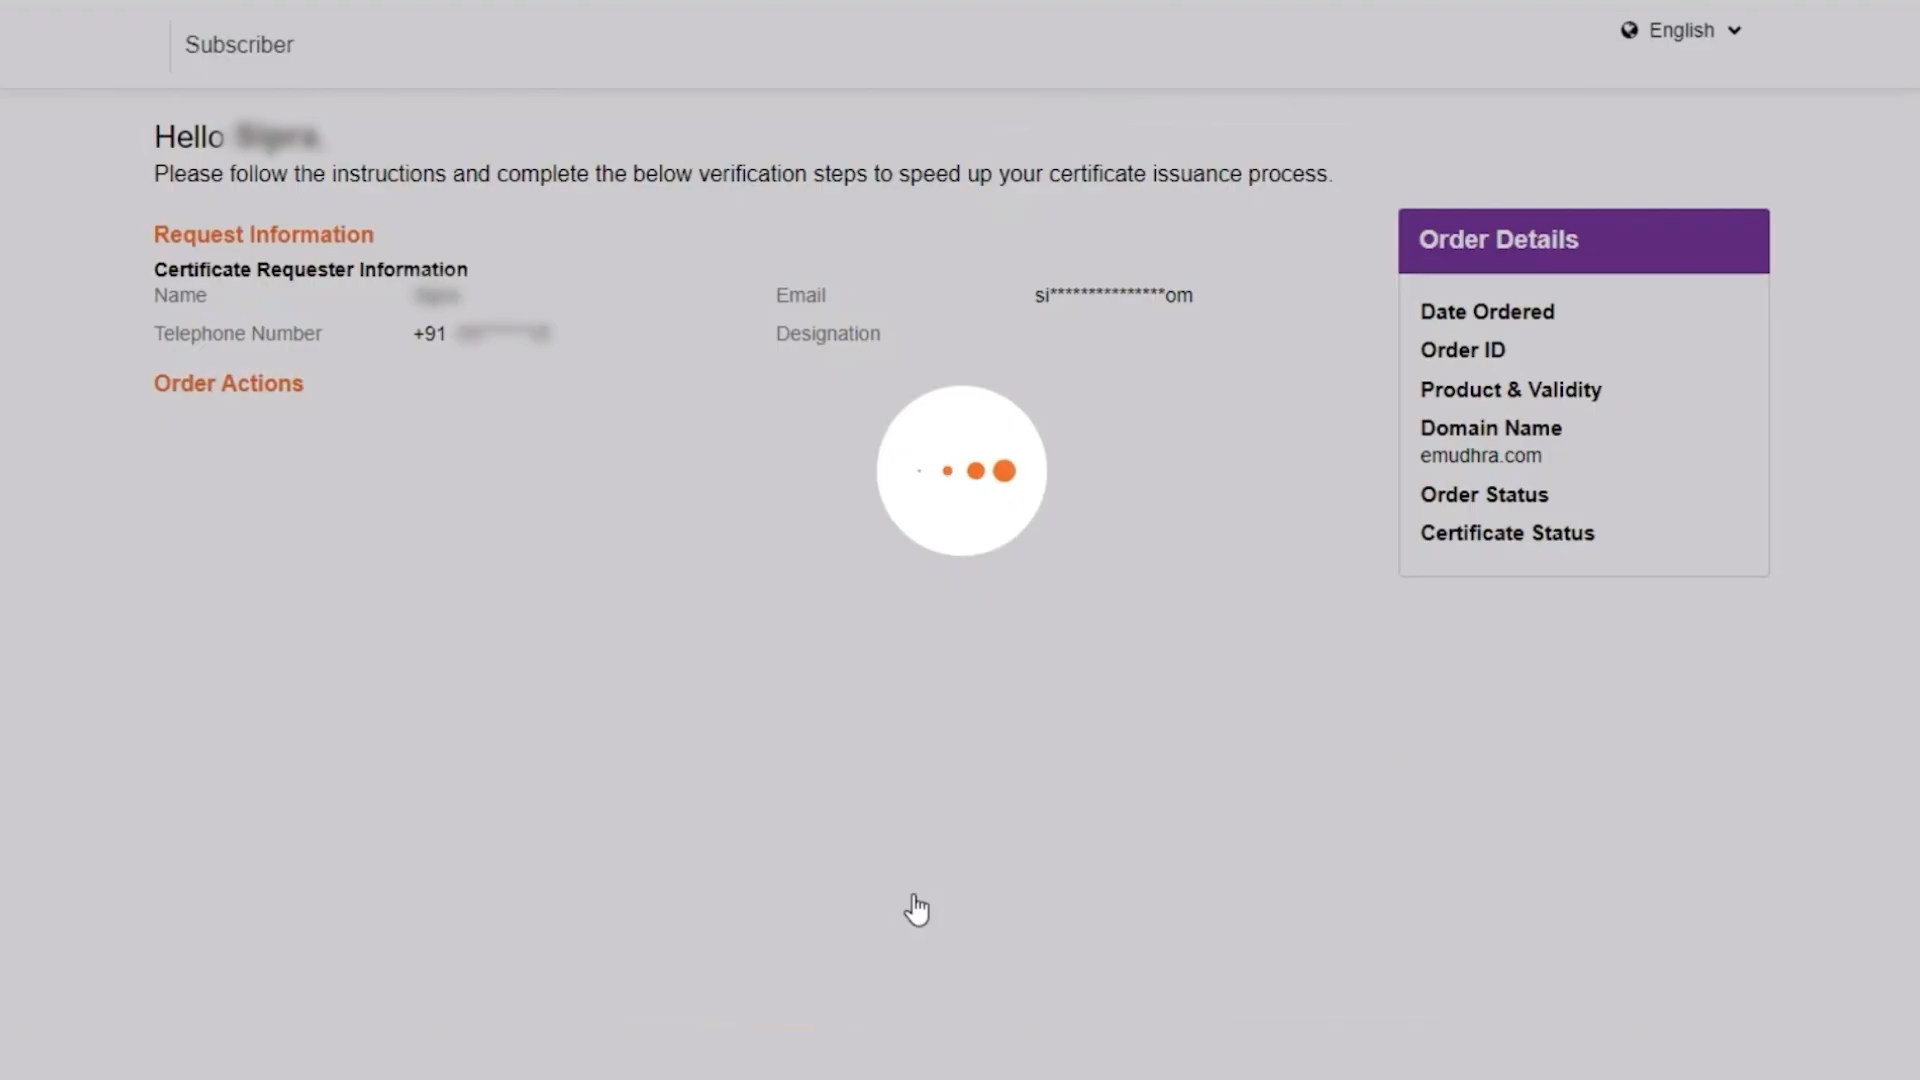 Subscriber
English
Hello
Please follow the instructions and complete the below verification steps to speed up your certificate issuance process.
Request Information
Certificate Requester Information
Name
Email si***************om
Telephone Number +91
Designation
Order Actions
Order Details
Date Ordered
Order ID
Product & Validity
Domain Name
emudhra.com
Order Status
Certificate Status